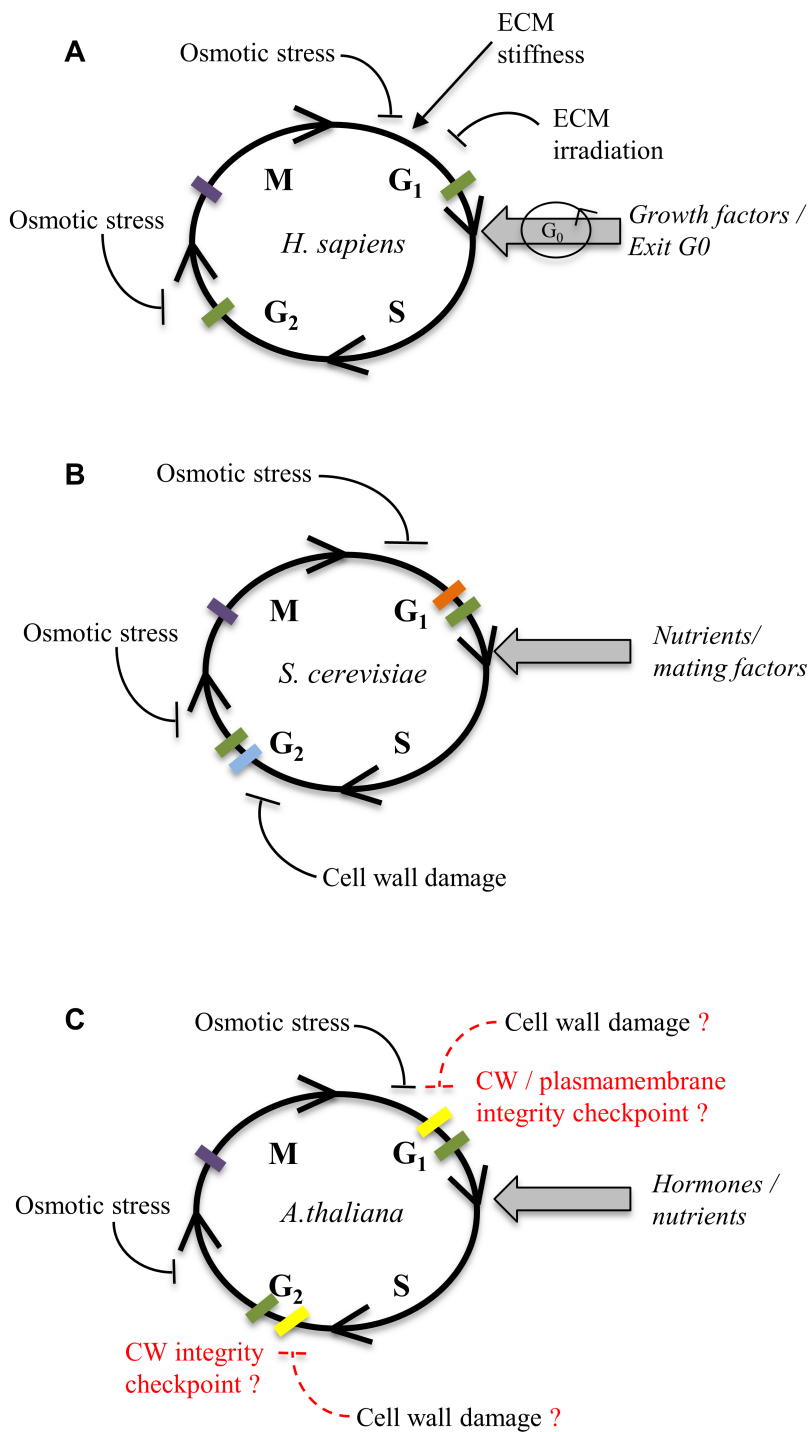 A
Osmotic stress
ECM
stiffness
ECM
irradiation
M
G1
Osmotic stress
H. sapiens
G0
Growth factors /
Exit G0
G2
S
B
Osmotic stress
M
G1
Osmotic stress
S. cerevisiae
Nutrients/
mating factors
G2
S
Cell wall damage
C
Osmotic stress
Cell wall damage ?
CW / plasmamembrane
integrity checkpoint ?
M
G1
Osmotic stress
A.thaliana
Hormones /
nutrients
G2
S
CW integrity
checkpoint ?
Cell wall damage ?